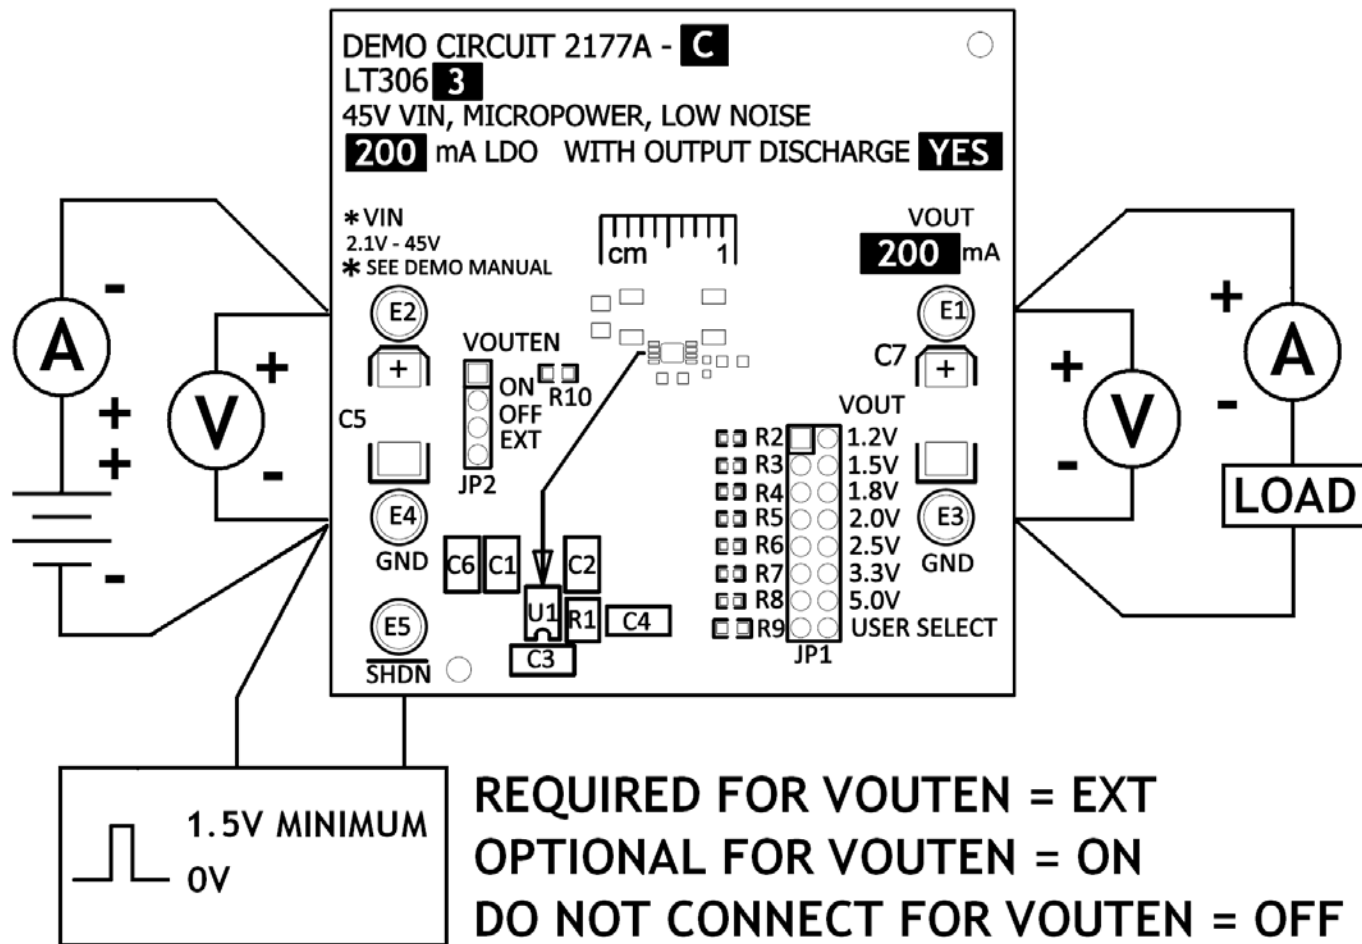 DEMO CIRCUIT 2177A - C
LT306 3
45V VIN, MICROPOWER, LOW NOISE
200 mA LDO WITH OUTPUT DISCHARGE YES
* VIN
2.1V - 45V
* SEE DEMO MANUAL
cm 1
VOUT
200 mA
E2
E1
VOUTEN
ON
OFF
EXT
JP2
R10
+
+
C5
C7
E4
GND
E5
SHDN
E3
GND
C6 C1 C2
U1 R1 C4
C3
VOUT
R2 1.2V
R3 1.5V
R4 1.8V
R5 2.0V
R6 2.5V
R7 3.3V
R8 5.0V
R9 USER SELECT
JP1
-
A
+
+
-
+
V
-
+
V
-
+
A
-
LOAD
1.5V MINIMUM
0V
REQUIRED FOR VOUTEN = EXT
OPTIONAL FOR VOUTEN = ON
DO NOT CONNECT FOR VOUTEN = OFF